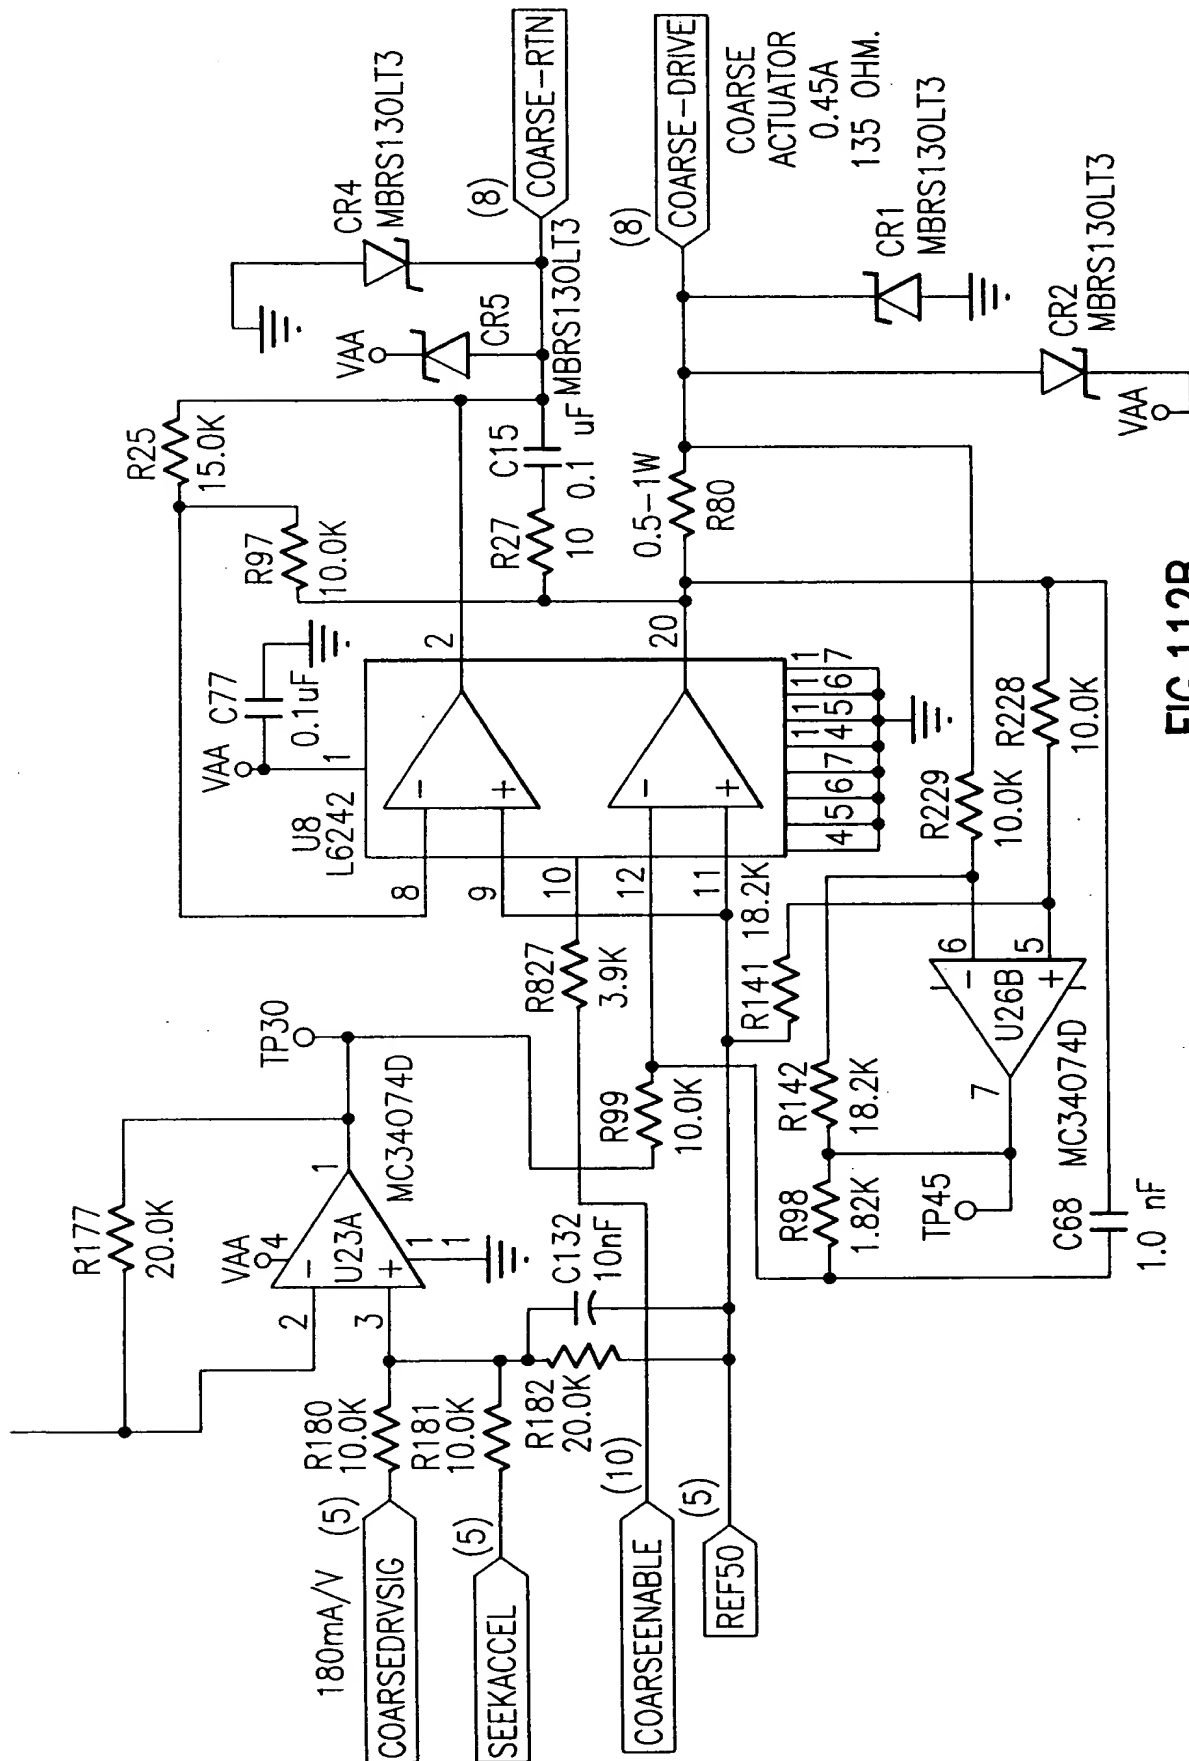 R177
20.0K
VAA
4
2
3
U23A
1
11
MC34074D
TP30
180mA/V
(5)
COARSEDRVSIG
R180
10.0K
(5)
SEEKACCEL
R181
10.0K
R182
20.0K
C132
10nF
(10)
COARSEENABLE
(5)
REF50
R99
10.0K
R827
3.9K
VAA
C77
0.1uF
1
U8
L6242
8
9
10
12
11
2
20
4
5
6
7
14
15
16
17
R25
15.0K
R97
10.0K
R27
10
C15
0.1 uF
VAA
CR5
MBRS130LT3
CR4
MBRS130LT3
(8)
COARSE-RTN
0.5-1W
R80
(8)
COARSE-DRIVE
COARSE
ACTUATOR
0.45A
135 OHM.
CR1
MBRS130LT3
CR2
MBRS130LT3
VAA
18.2K
R141
R142
18.2K
R98
1.82K
TP45
7
6
5
U26B
MC34074D
R229
10.0K
R228
10.0K
C68
1.0 nF
FIG.112B